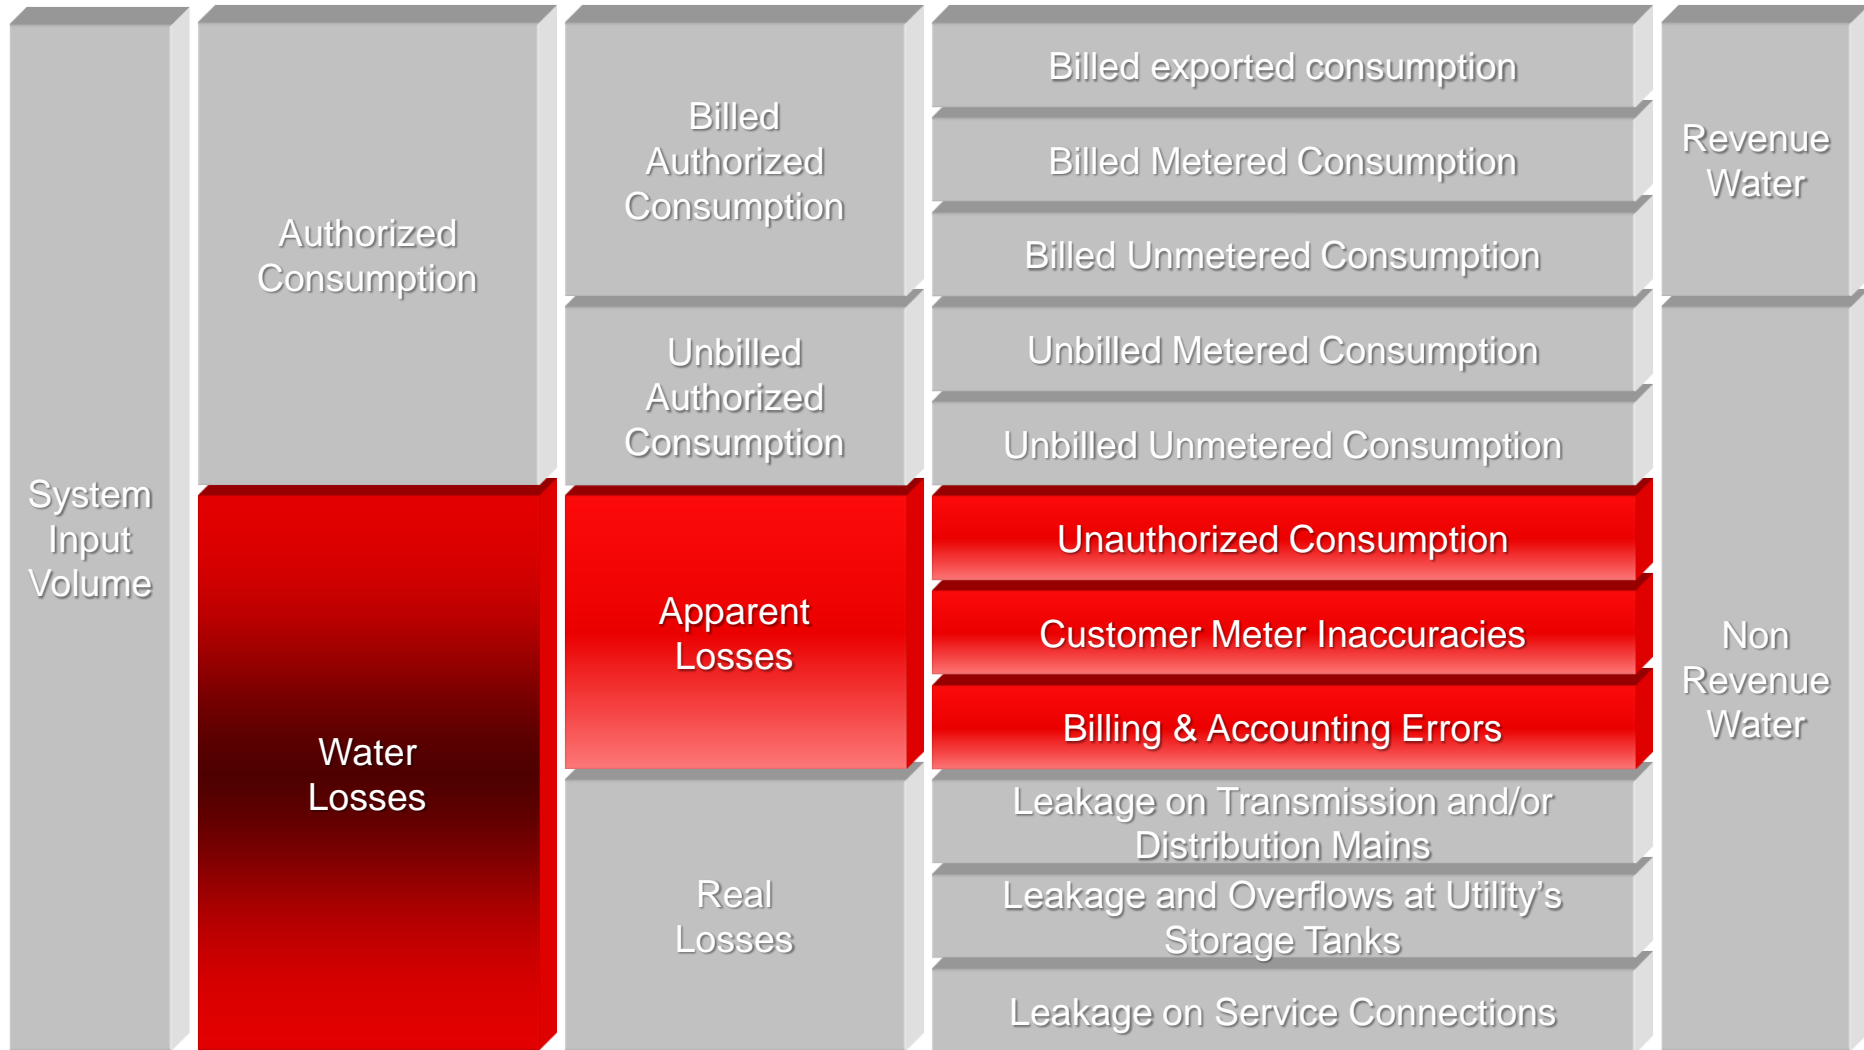 System
Input
Volume
Authorized
Consumption
Water
Losses
Billed
Authorized
Consumption
Unbilled
Authorized
Consumption
Apparent
Losses
Real
Losses
Billed exported consumption
Billed Metered Consumption
Billed Unmetered Consumption
Unbilled Metered Consumption
Unbilled Unmetered Consumption
Unauthorized Consumption
Customer Meter Inaccuracies
Billing & Accounting Errors
Leakage on Transmission and/or
Distribution Mains
Leakage and Overflows at Utility’s
Storage Tanks
Leakage on Service Connections
Revenue
Water
Non
Revenue
Water